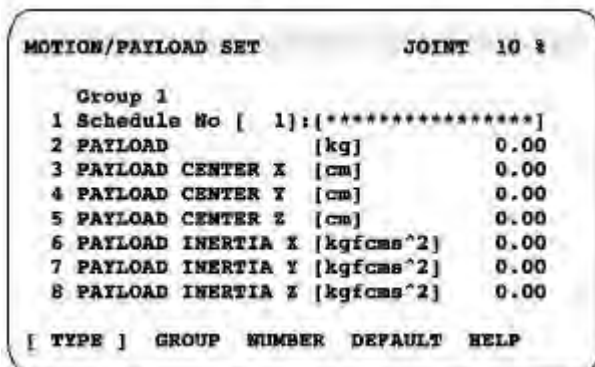 MOTION/PAYLOAD SET JOINT 10 %
Group 1
1 Schedule No [ 1]:[****************]
2 PAYLOAD [kg] 0.00
3 PAYLOAD CENTER X [cm] 0.00
4 PAYLOAD CENTER Y [cm] 0.00
5 PAYLOAD CENTER Z [cm] 0.00
6 PAYLOAD INERTIA X [kgfcms^2] 0.00
7 PAYLOAD INERTIA Y [kgfcms^2] 0.00
8 PAYLOAD INERTIA Z [kgfcms^2] 0.00
[ TYPE ] GROUP NUMBER DEFAULT HELP